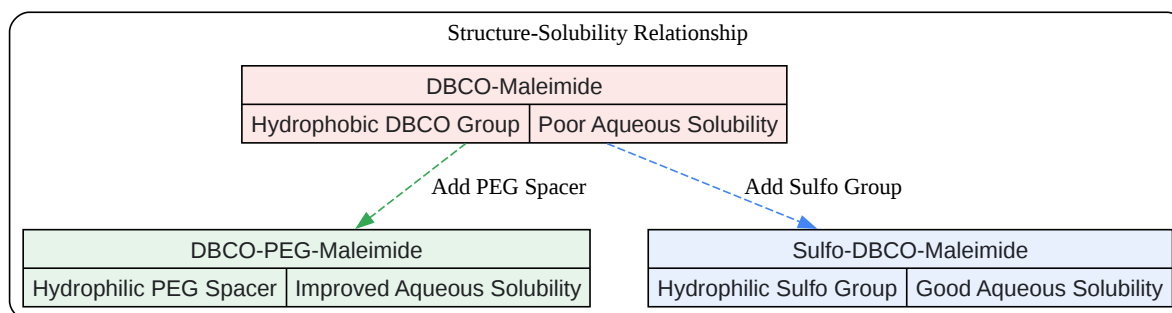 Structure-Solubility Relationship
DBCO-Maleimide
Hydrophobic DBCO Group Poor Aqueous Solubility
Add PEG Spacer Add Sulfo Group
DBCO-PEG-Maleimide Sulfo-DBCO-Maleimide
Hydrophilic PEG Spacer Improved Aqueous Solubility Hydrophilic Sulfo Group Good Aqueous Solubility